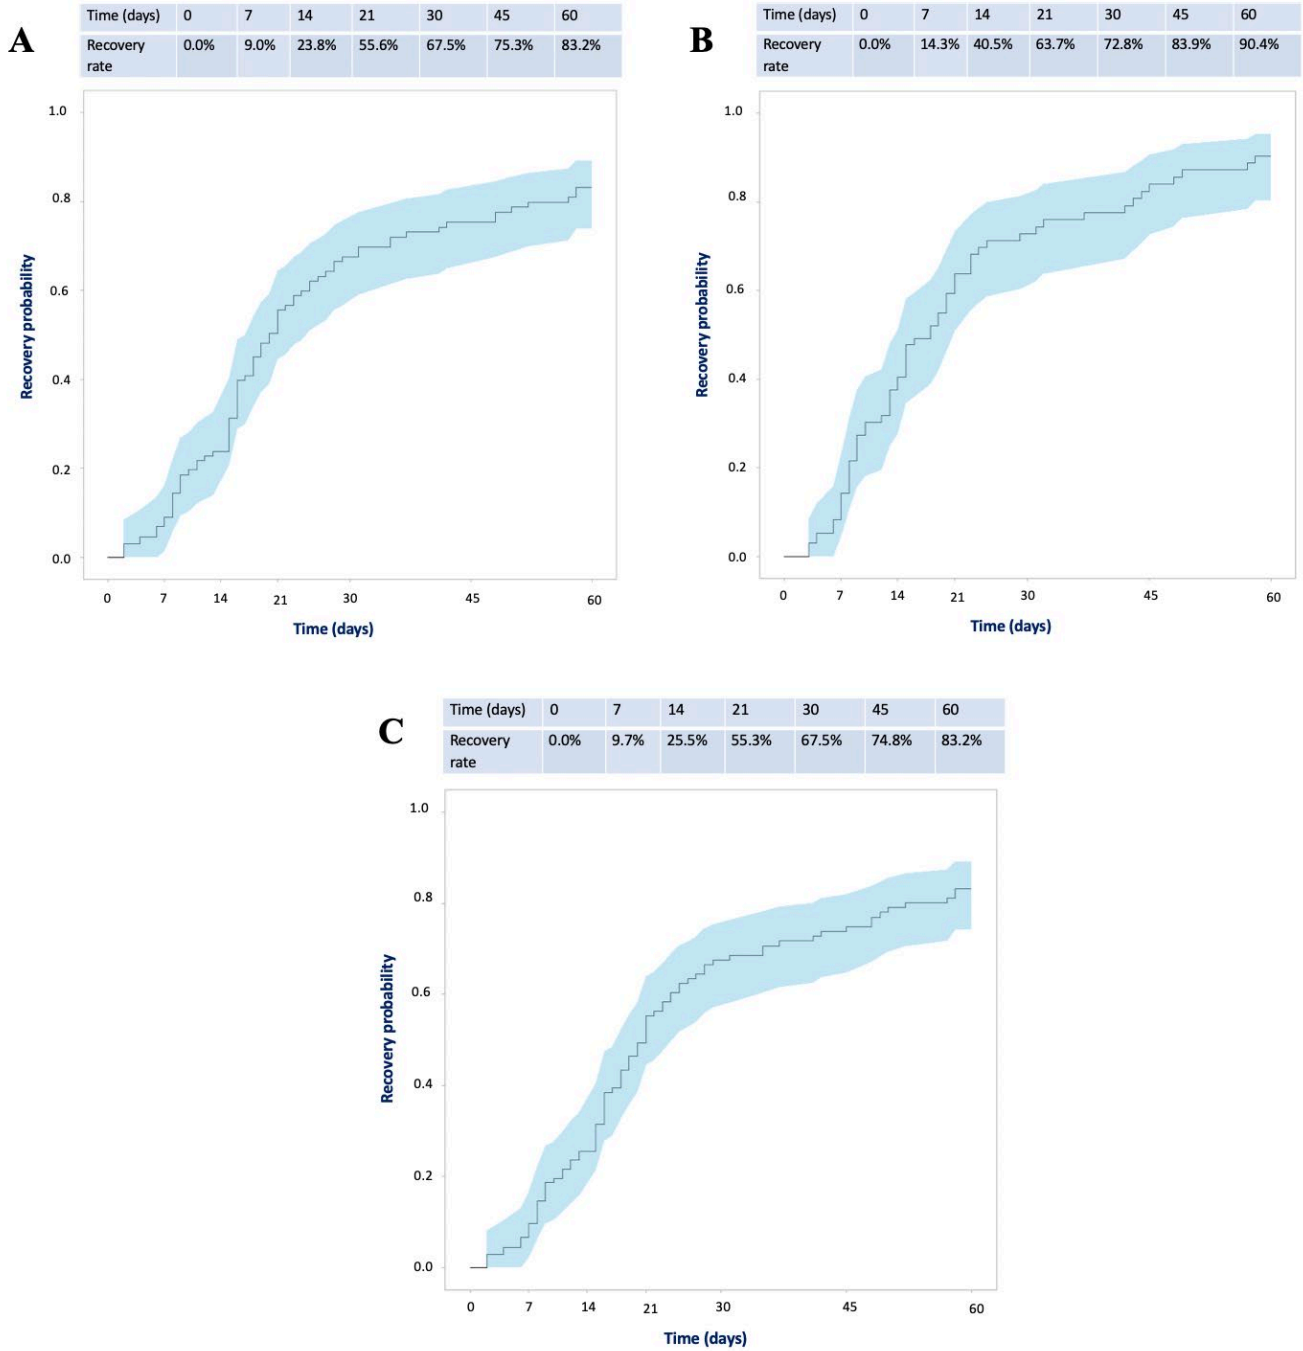 A
Time (days) 0 7 14 21 30 45 60
Recovery rate 0.0% 9.0% 23.8% 55.6% 67.5% 75.3% 83.2%
1.0
0.8
0.6
0.4
0.2
0.0
Recovery probability
0 7 14 21 30 45 60
Time (days)
B
Time (days) 0 7 14 21 30 45 60
Recovery rate 0.0% 14.3% 40.5% 63.7% 72.8% 83.9% 90.4%
1.0
0.8
0.6
0.4
0.2
0.0
Recovery probability
0 7 14 21 30 45 60
Time (days)
C
Time (days) 0 7 14 21 30 45 60
Recovery rate 0.0% 9.7% 25.5% 55.3% 67.5% 74.8% 83.2%
1.0
0.8
0.6
0.4
0.2
0.0
Recovery probability
0 7 14 21 30 45 60
Time (days)